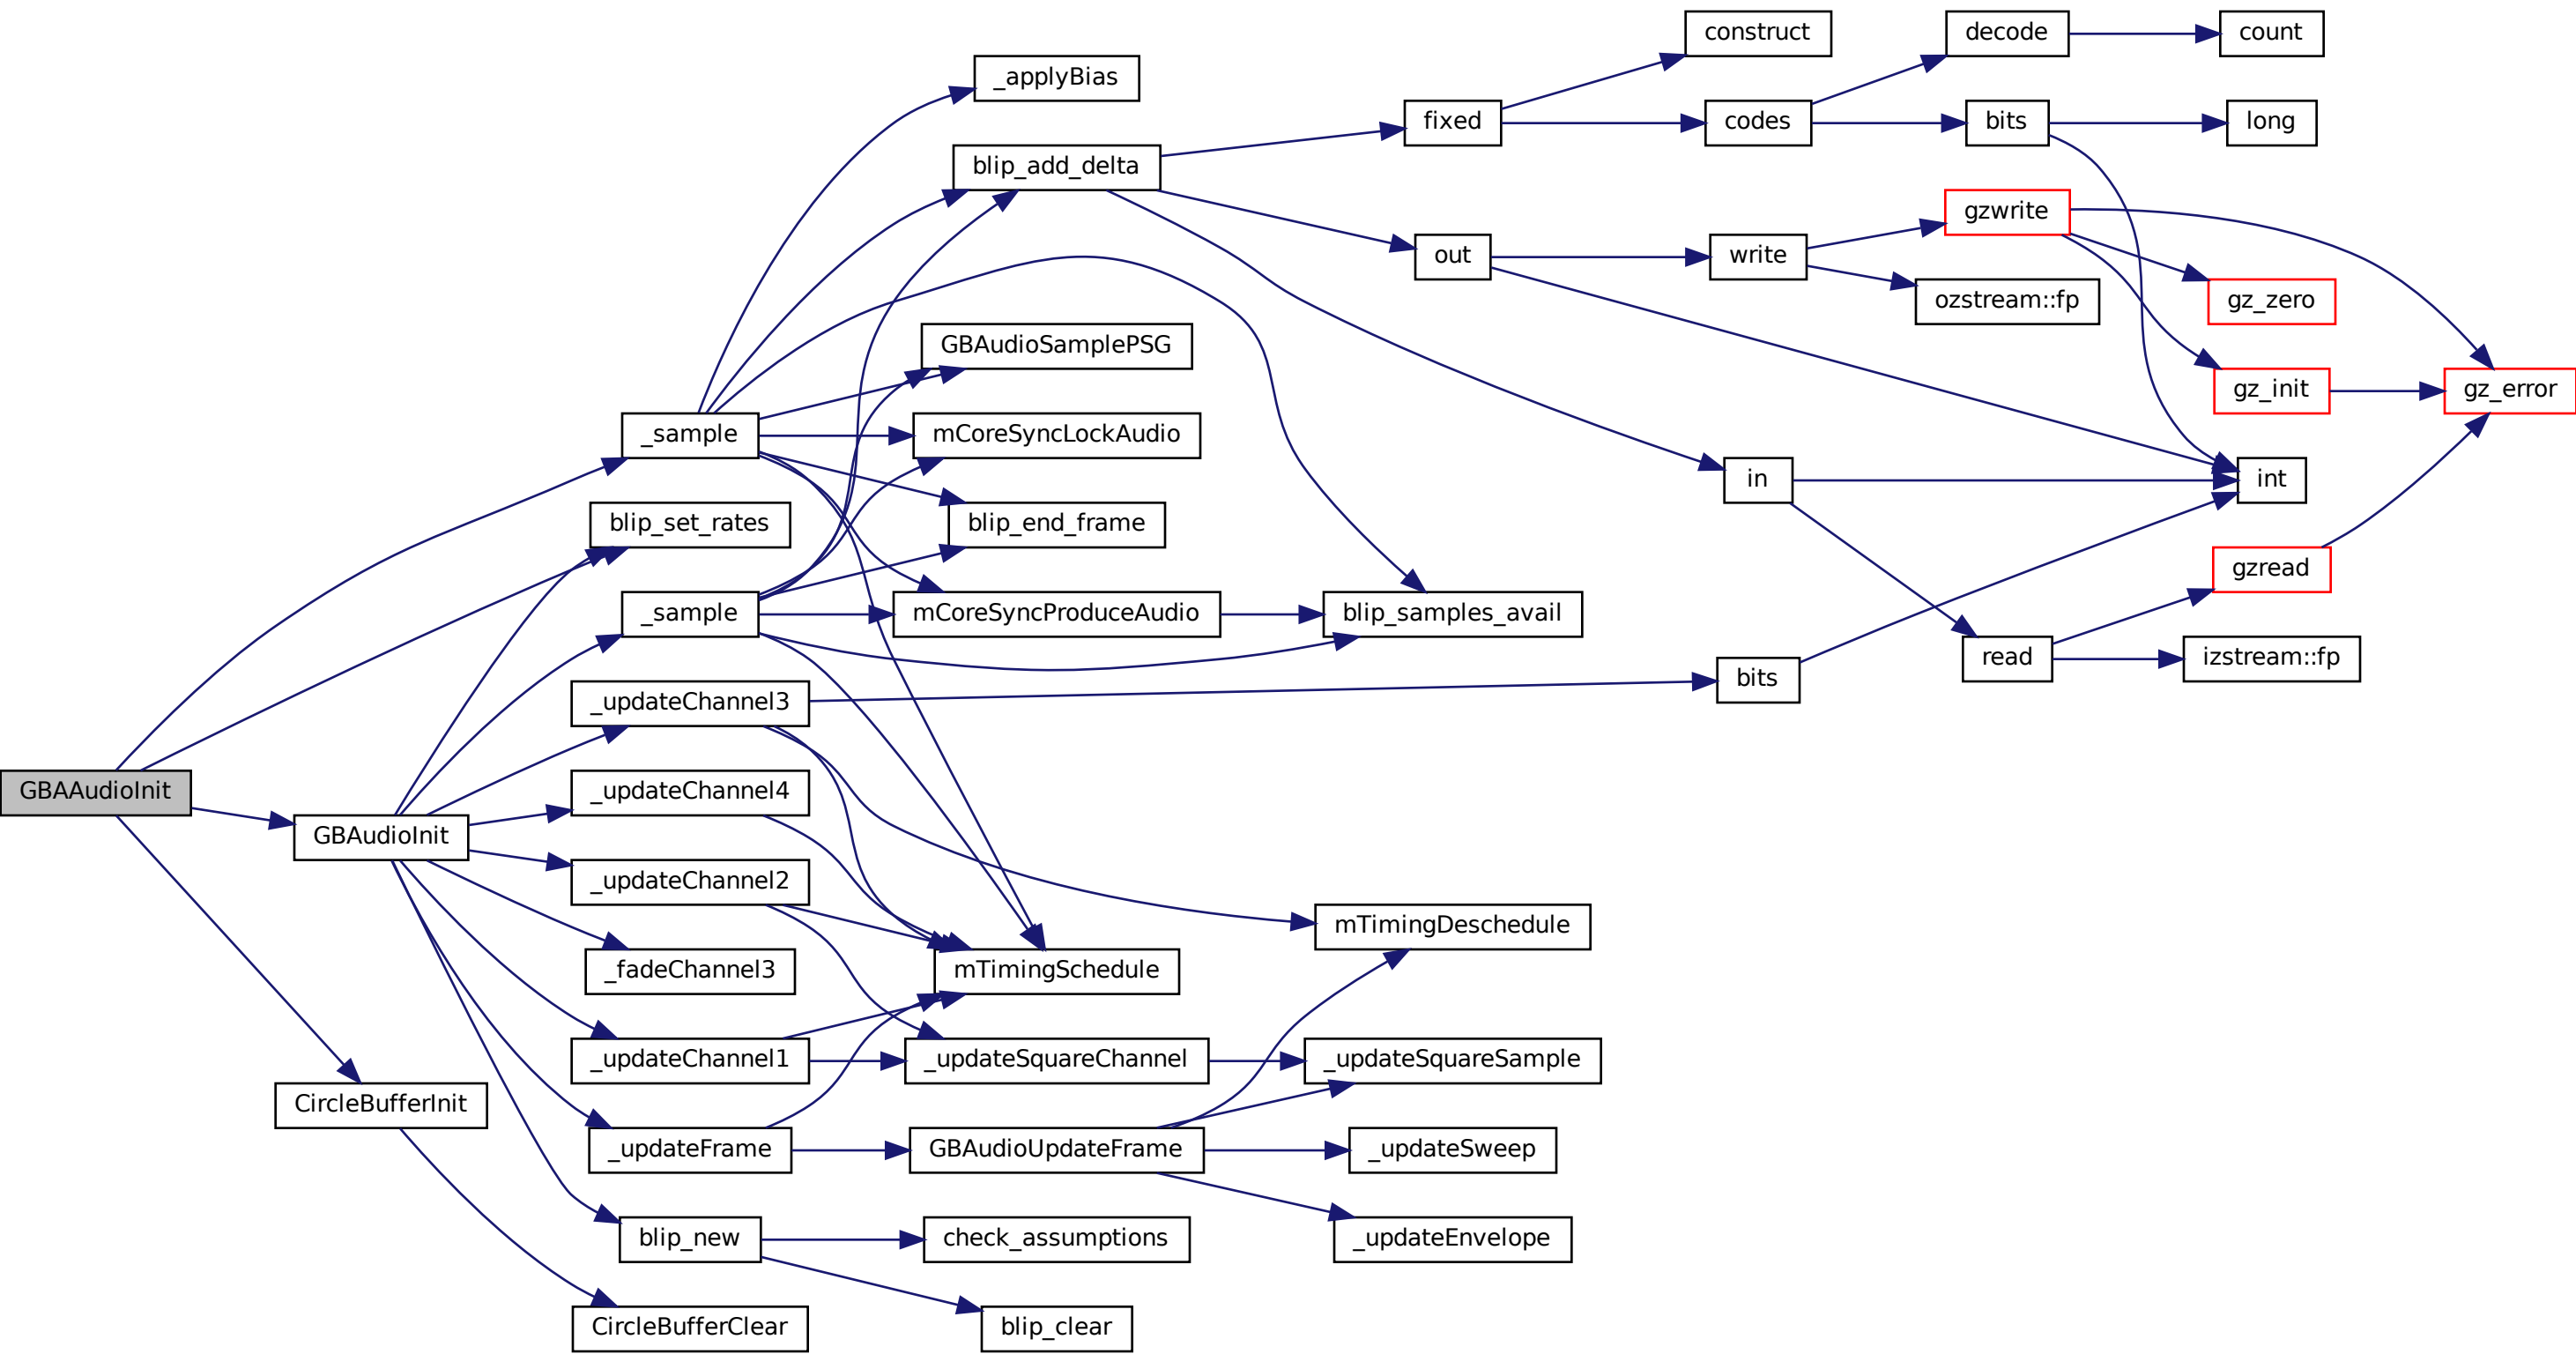 construct
decode
count
_applyBias
fixed
codes
bits
long
blip_add_delta
gzwrite
out
write
ozstream::fp
gz_zero
GBAudioSamplePSG
gz_init
gz_error
_sample
mCoreSyncLockAudio
in
int
blip_set_rates
blip_end_frame
gzread
_sample
mCoreSyncProduceAudio
blip_samples_avail
read
izstream::fp
_updateChannel3
bits
GBAAudioInit
_updateChannel4
GBAudioInit
_updateChannel2
mTimingDeschedule
_fadeChannel3
mTimingSchedule
_updateChannel1
_updateSquareChannel
_updateSquareSample
CircleBufferInit
_updateFrame
GBAudioUpdateFrame
_updateSweep
blip_new
check_assumptions
_updateEnvelope
CircleBufferClear
blip_clear